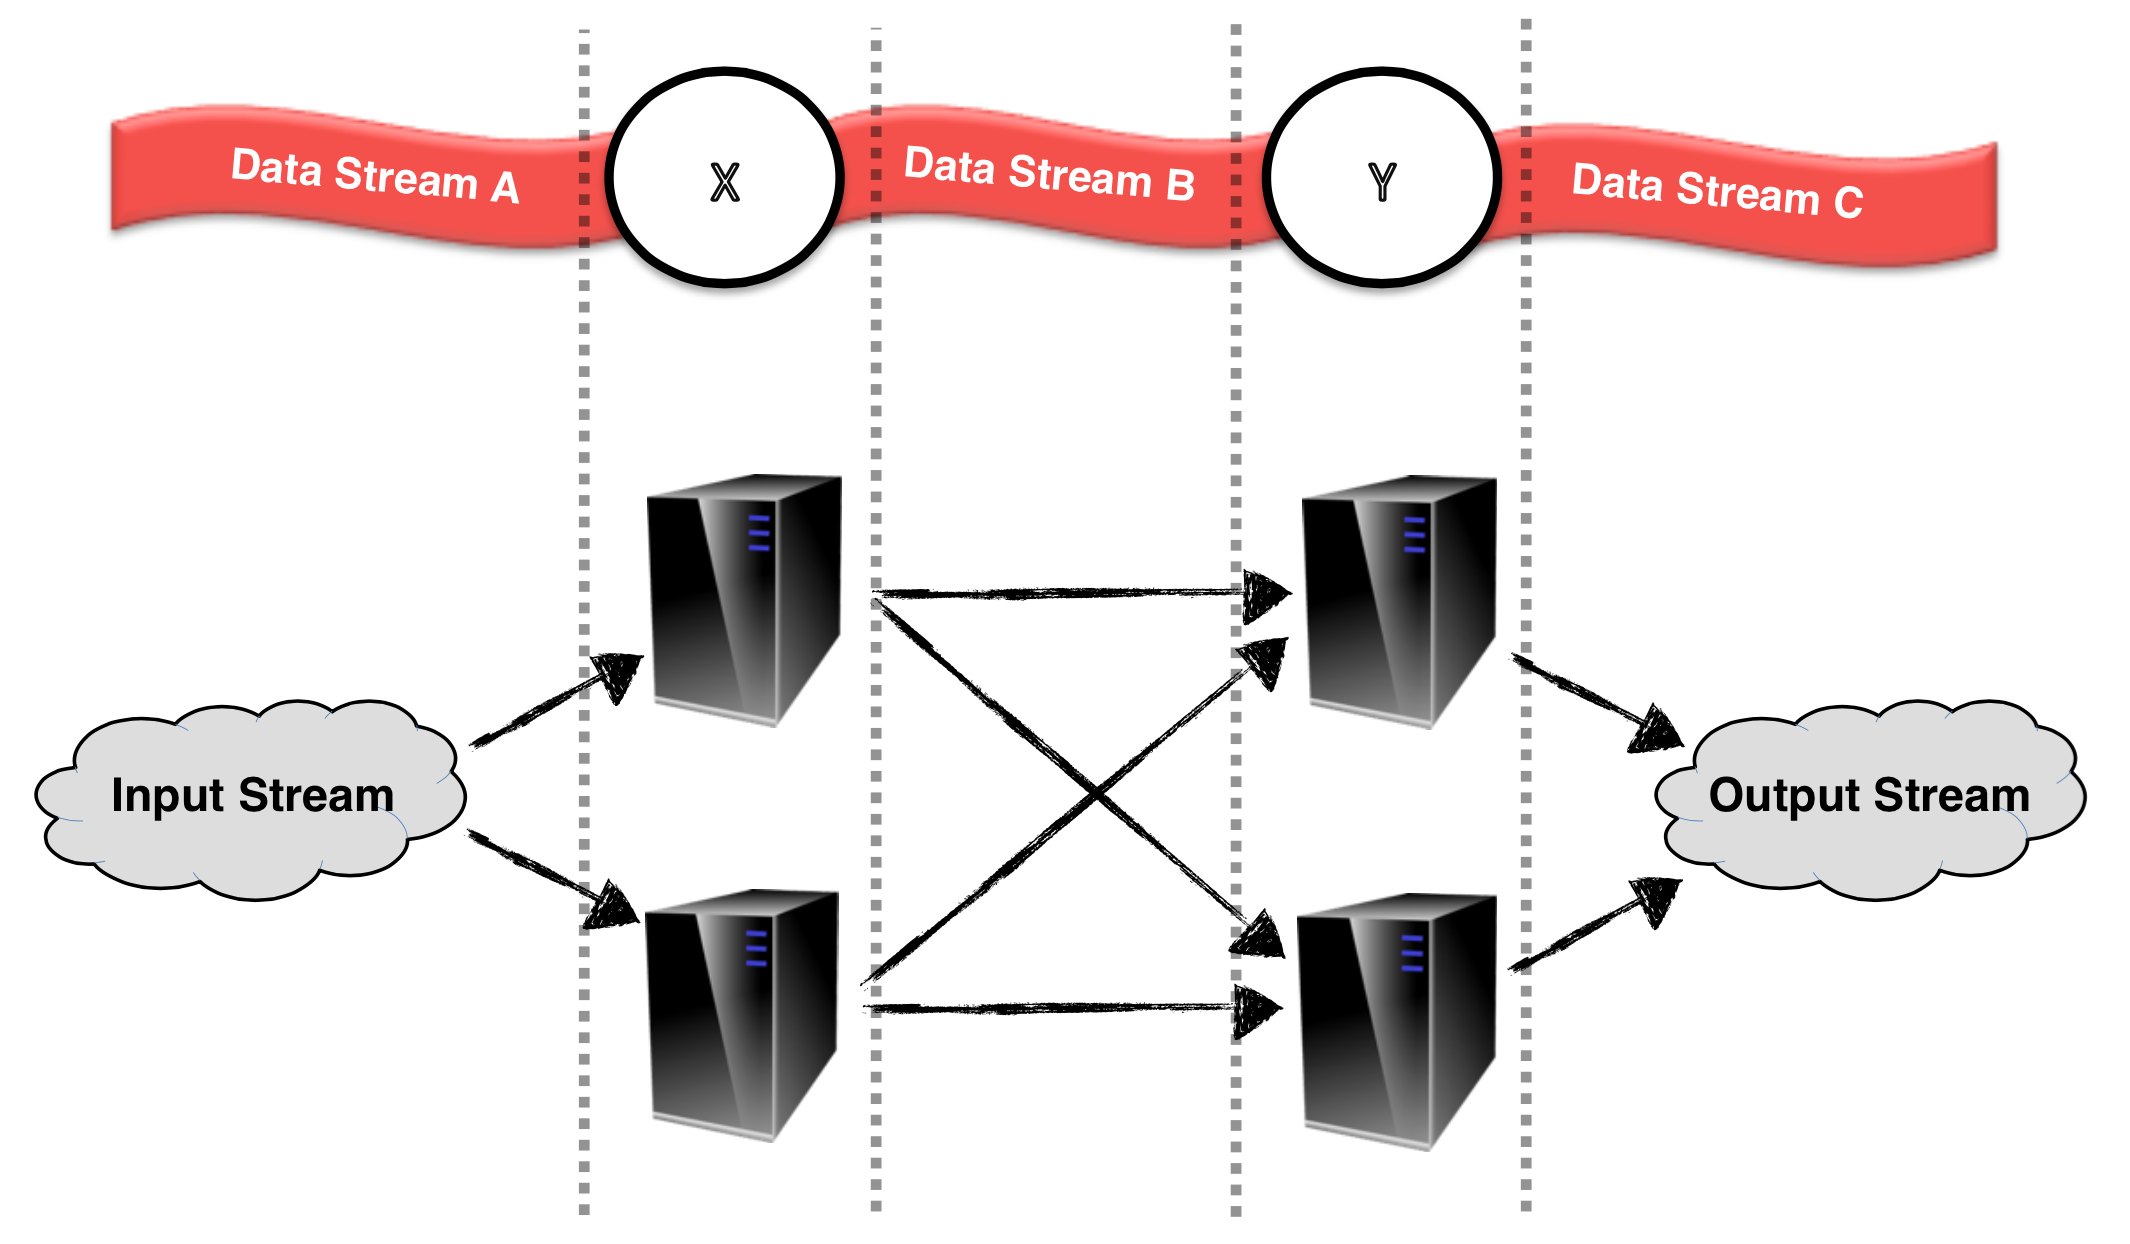 Data Stream A
X
Data Stream B
Y
Data Stream C
Input Stream
Output Stream